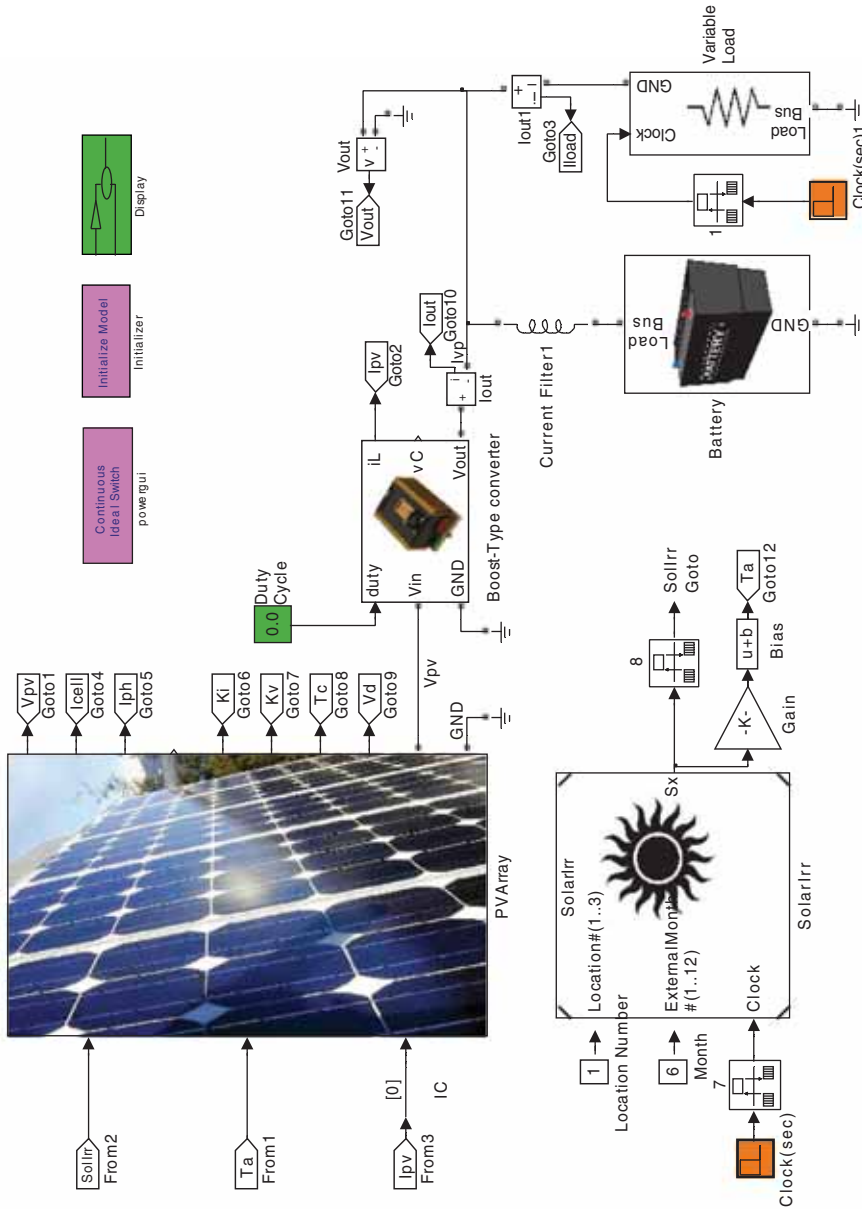 Continuous
Ideal Switch
powergui
Initialize Model
Initializer
Display
SolIrr
From2
Ta
From1
Ipv
From3
[0]
IC
PVArray
Vpv
Goto1
Icell
Goto4
Iph
Goto5
Ki
Goto6
Kv
Goto7
Tc
Goto8
Vd
Goto9
Vpv
GND
0.0
Duty
Cycle
duty
Vin
GND
iL
vC
Vout
Boost-Type converter
Ipv
Goto2
+ i
-
Iout
Ivp
Iout
Goto10
Vout
Goto11
Vout
v +
-
Current Filter1
Load
Bus
BATTERY
GND
Battery
Iout1
i +
-
Goto3
Iload
Clock
GND
Load
Bus
Variable
Load
1
Clock(sec)1
1
Location Number
6
Month
7
Clock(sec)
SolarIrr
Location#(1..3)
ExternalMonth
#(1..12)
Clock
Sx
SolarIrr
8
SolIrr
Goto
-K-
Gain
u+b
Bias
Ta
Goto12